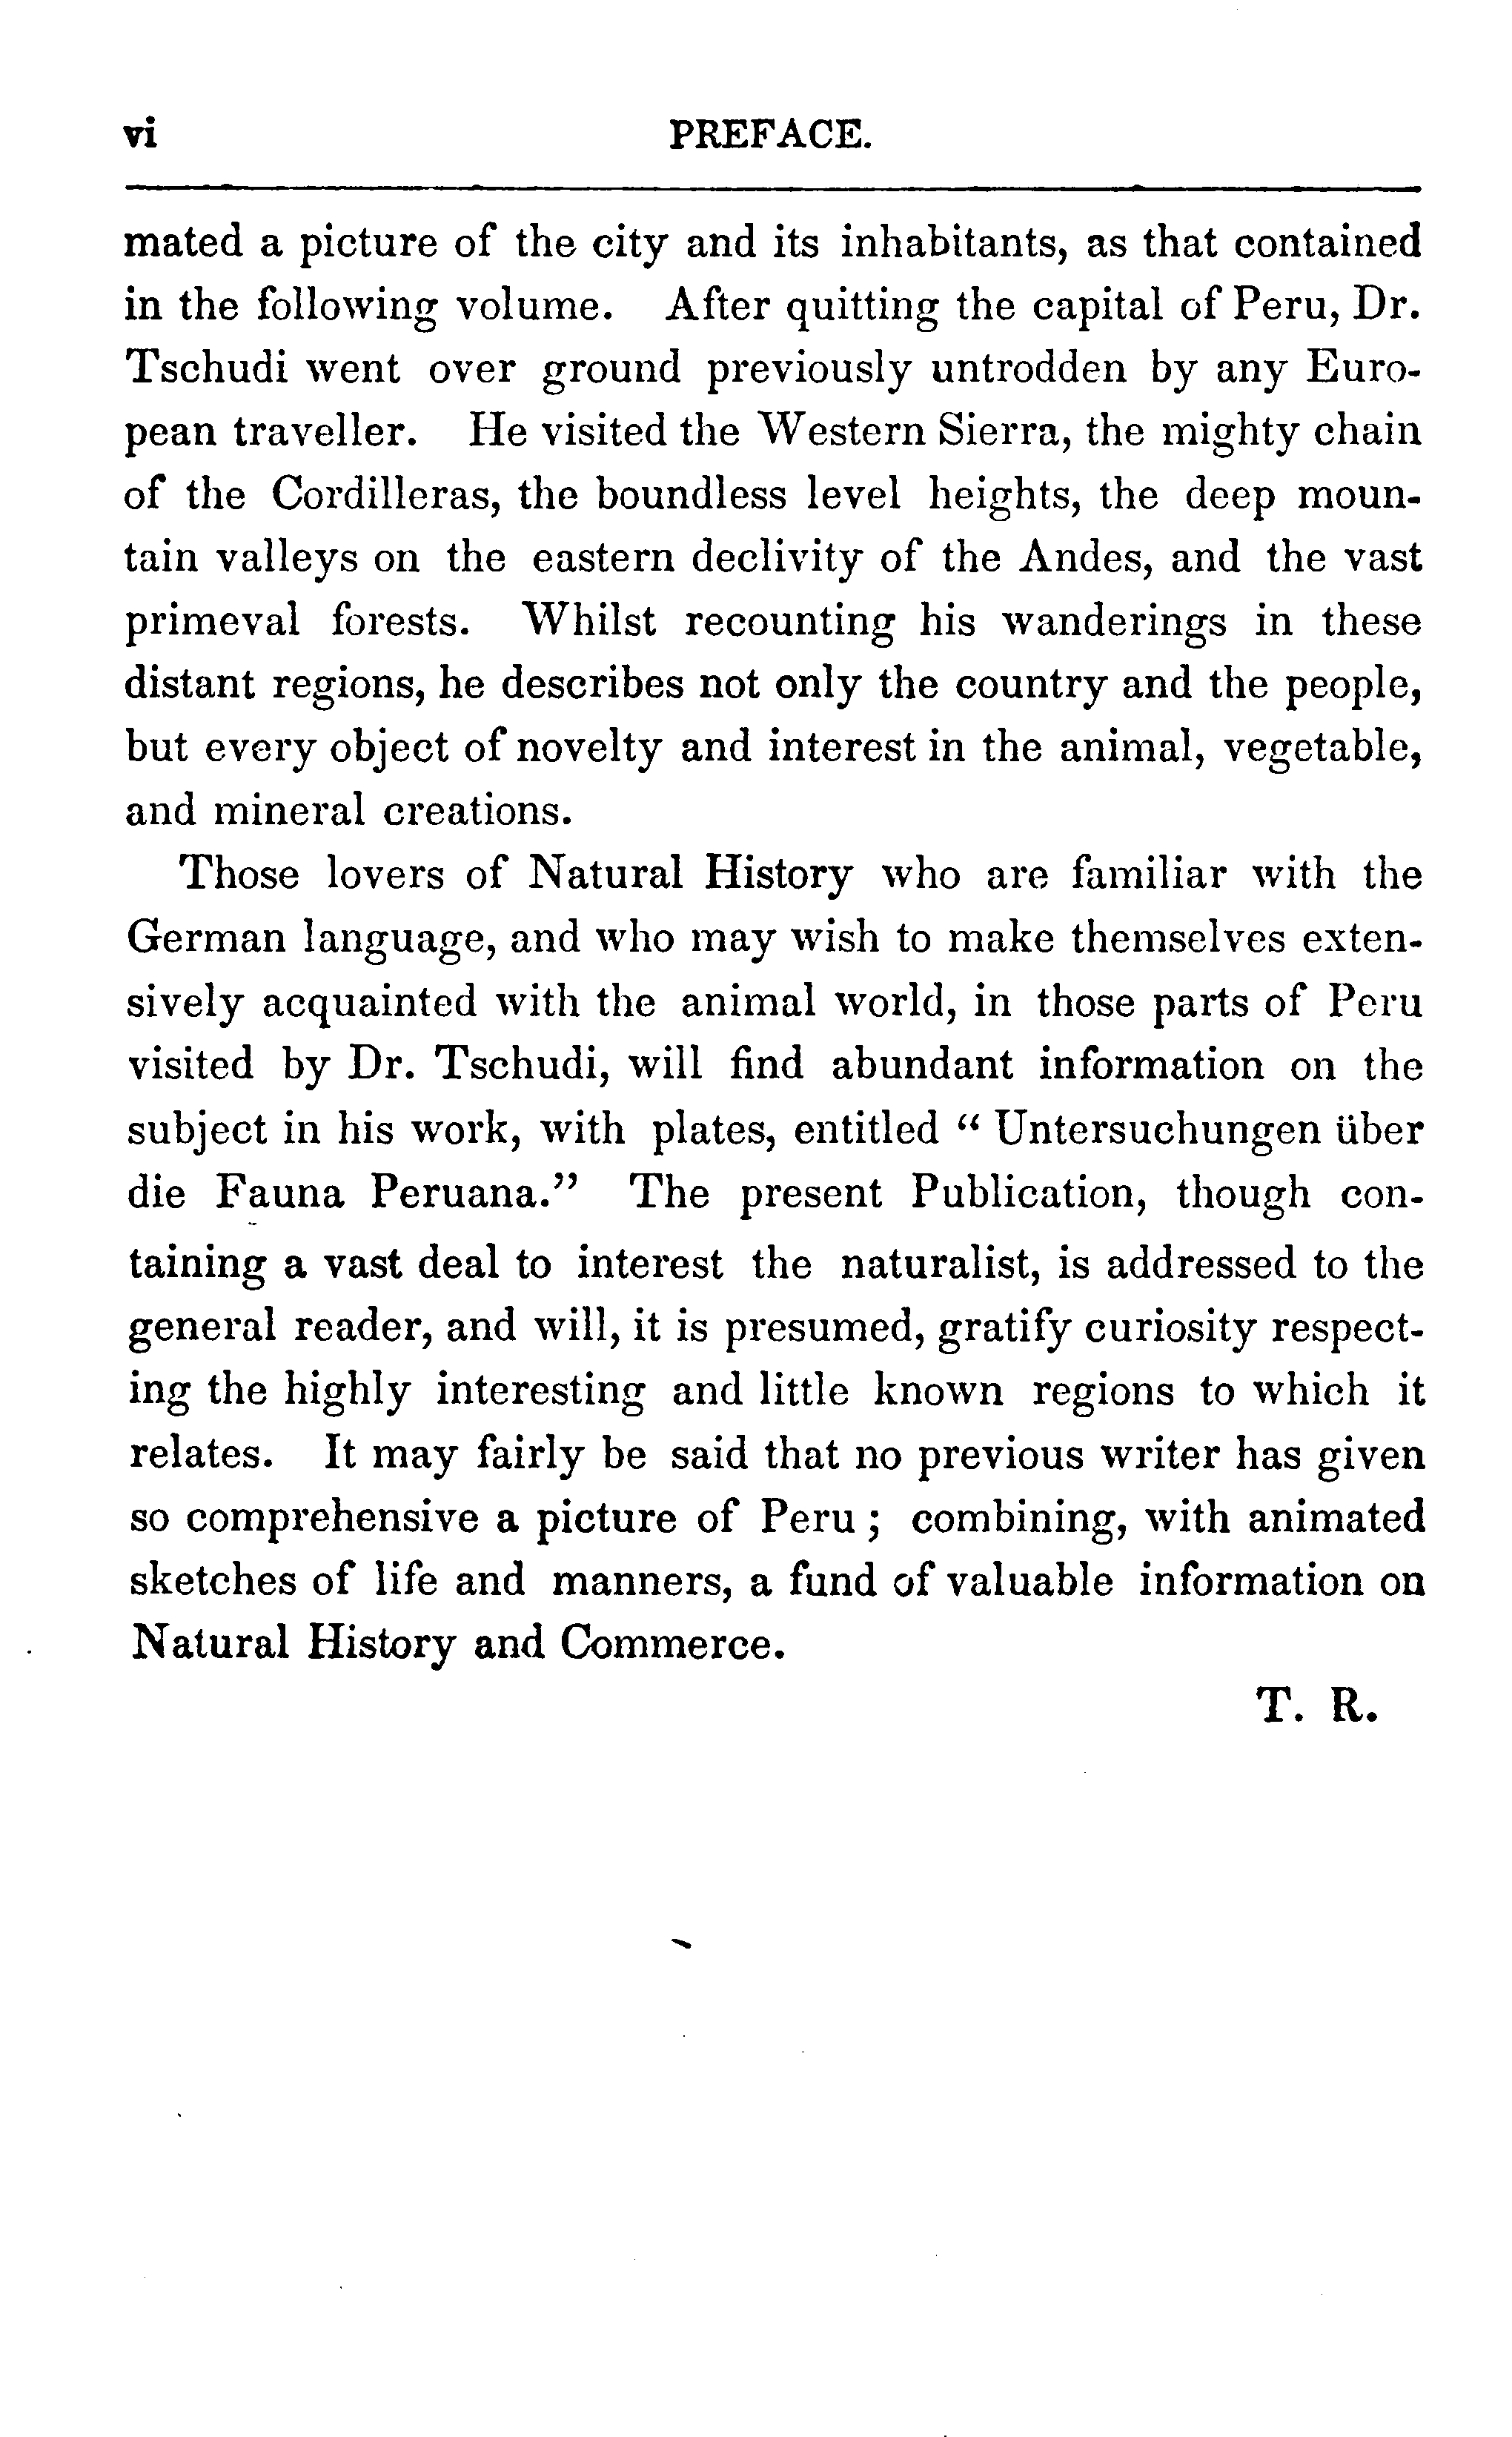 vi PREFACE.
mated a picture of the city and its inhabitants, as that contained
in the following volume. After quitting the capital of Peru, Dr.
Tschudi went over ground previously untrodden by any Euro-
pean traveller. He visited the Western Sierra, the mighty chain
of the Cordilleras, the boundless level heights, the deep moun-
tain valleys on the eastern declivity of the Andes, and the vast
primeval forests. Whilst recounting his wanderings in these
distant regions, he describes not only the country and the people,
but every object of novelty and interest in the animal, vegetable,
and mineral creations.
Those lovers of Natural History who are familiar with the
German language, and who may wish to make themselves exten-
sively acquainted with the animal world, in those parts of Peru
visited by Dr. Tschudi, will find abundant information on the
subject in his work, with plates, entitled “ Untersuchungen über
die Fauna Peruana.” The present Publication, though con-
taining a vast deal to interest the naturalist, is addressed to the
general reader, and will, it is presumed, gratify curiosity respect-
ing the highly interesting and little known regions to which it
relates. It may fairly be said that no previous writer has given
so comprehensive a picture of Peru ; combining, with animated
sketches of life and manners, a fund of valuable information on
Natural History and Commerce.
T. R.